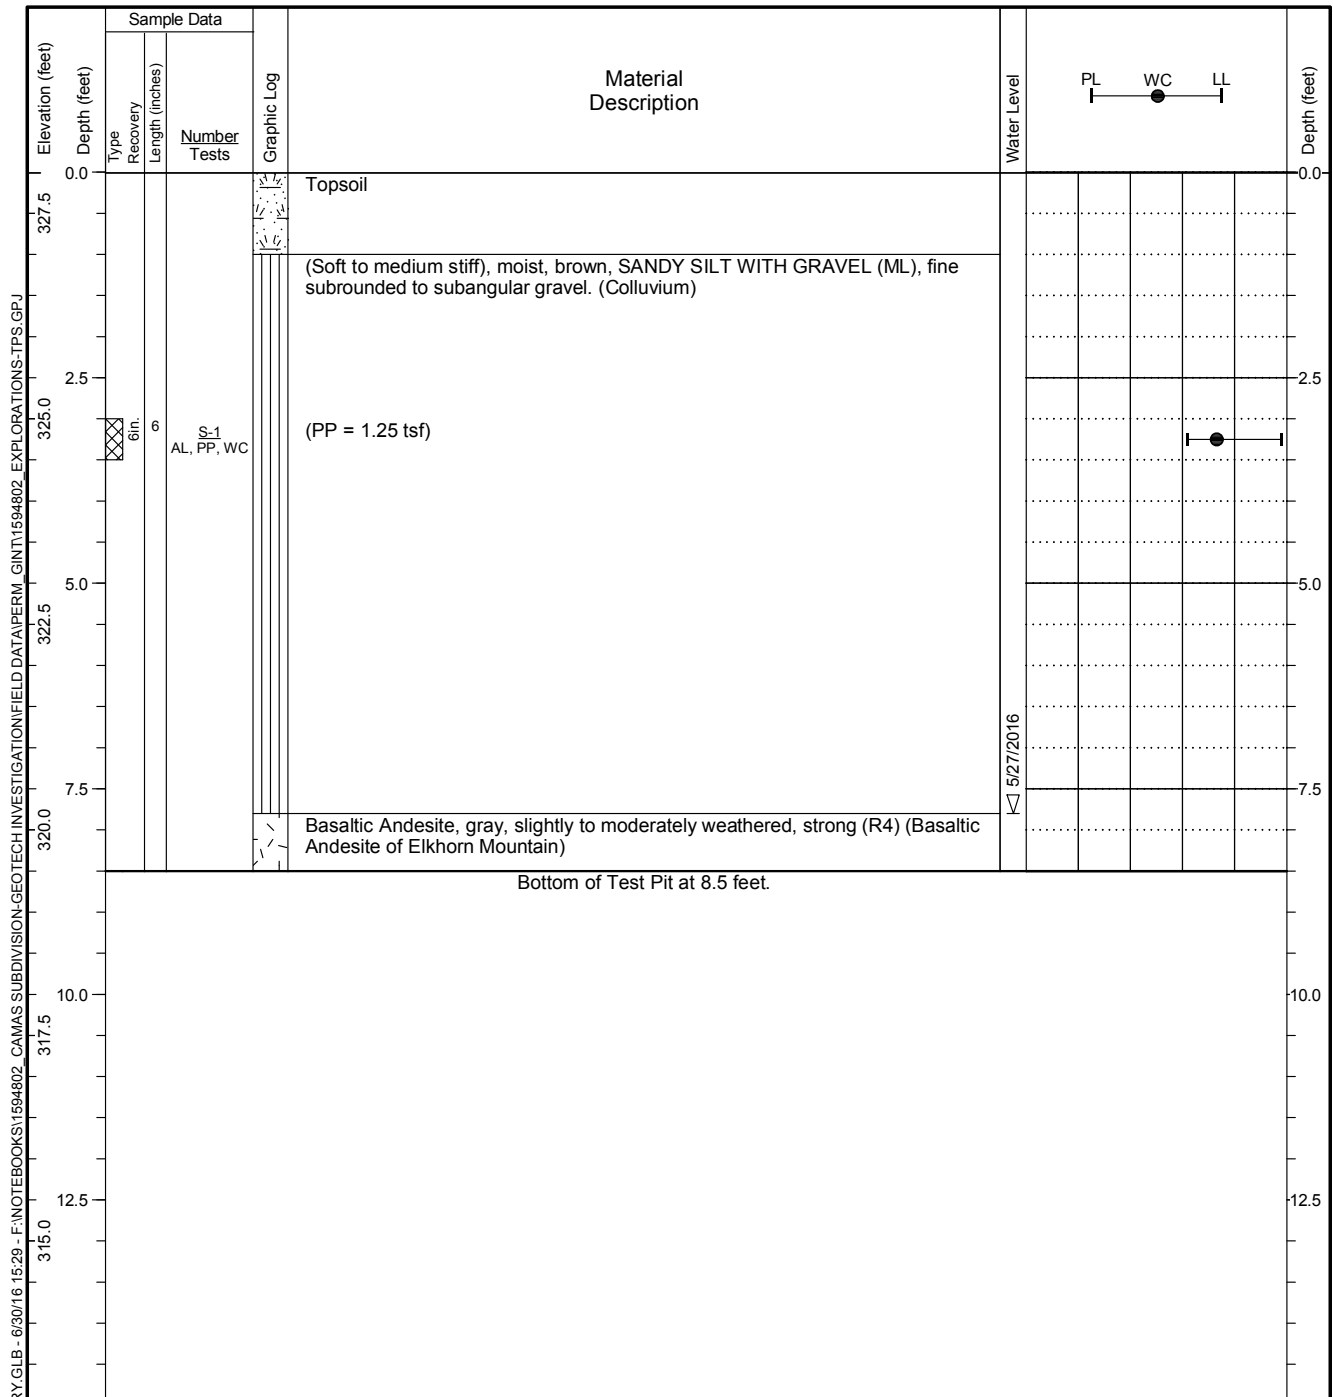 Sample Data
Elevation (feet)
Depth (feet)
Type
Recovery
Length (inches)
Number
Tests
Graphic Log
Material
Description
Water Level
PL WC LL
Depth (feet)
0.0
Topsoil
0.0
327.5
(Soft to medium stiff), moist, brown, SANDY SILT WITH GRAVEL (ML), fine
subrounded to subangular gravel. (Colluvium)
2.5
2.5
325.0
6in.
6
S-1
AL, PP, WC
(PP = 1.25 tsf)
5.0
5.0
322.5
5/27/2016
7.5
7.5
320.0
Basaltic Andesite, gray, slightly to moderately weathered, strong (R4) (Basaltic
Andesite of Elkhorn Mountain)
Bottom of Test Pit at 8.5 feet.
10.0
10.0
317.5
12.5
12.5
315.0
RY.GLB - 6/30/16 15:29 - F:\NOTEBOOKS\1594802_CAMAS SUBDIVISION-GEOTECH INVESTIGATION\FIELD DATA\PERM_GINT\1594802_EXPLORATIONS-TPS.GPJ